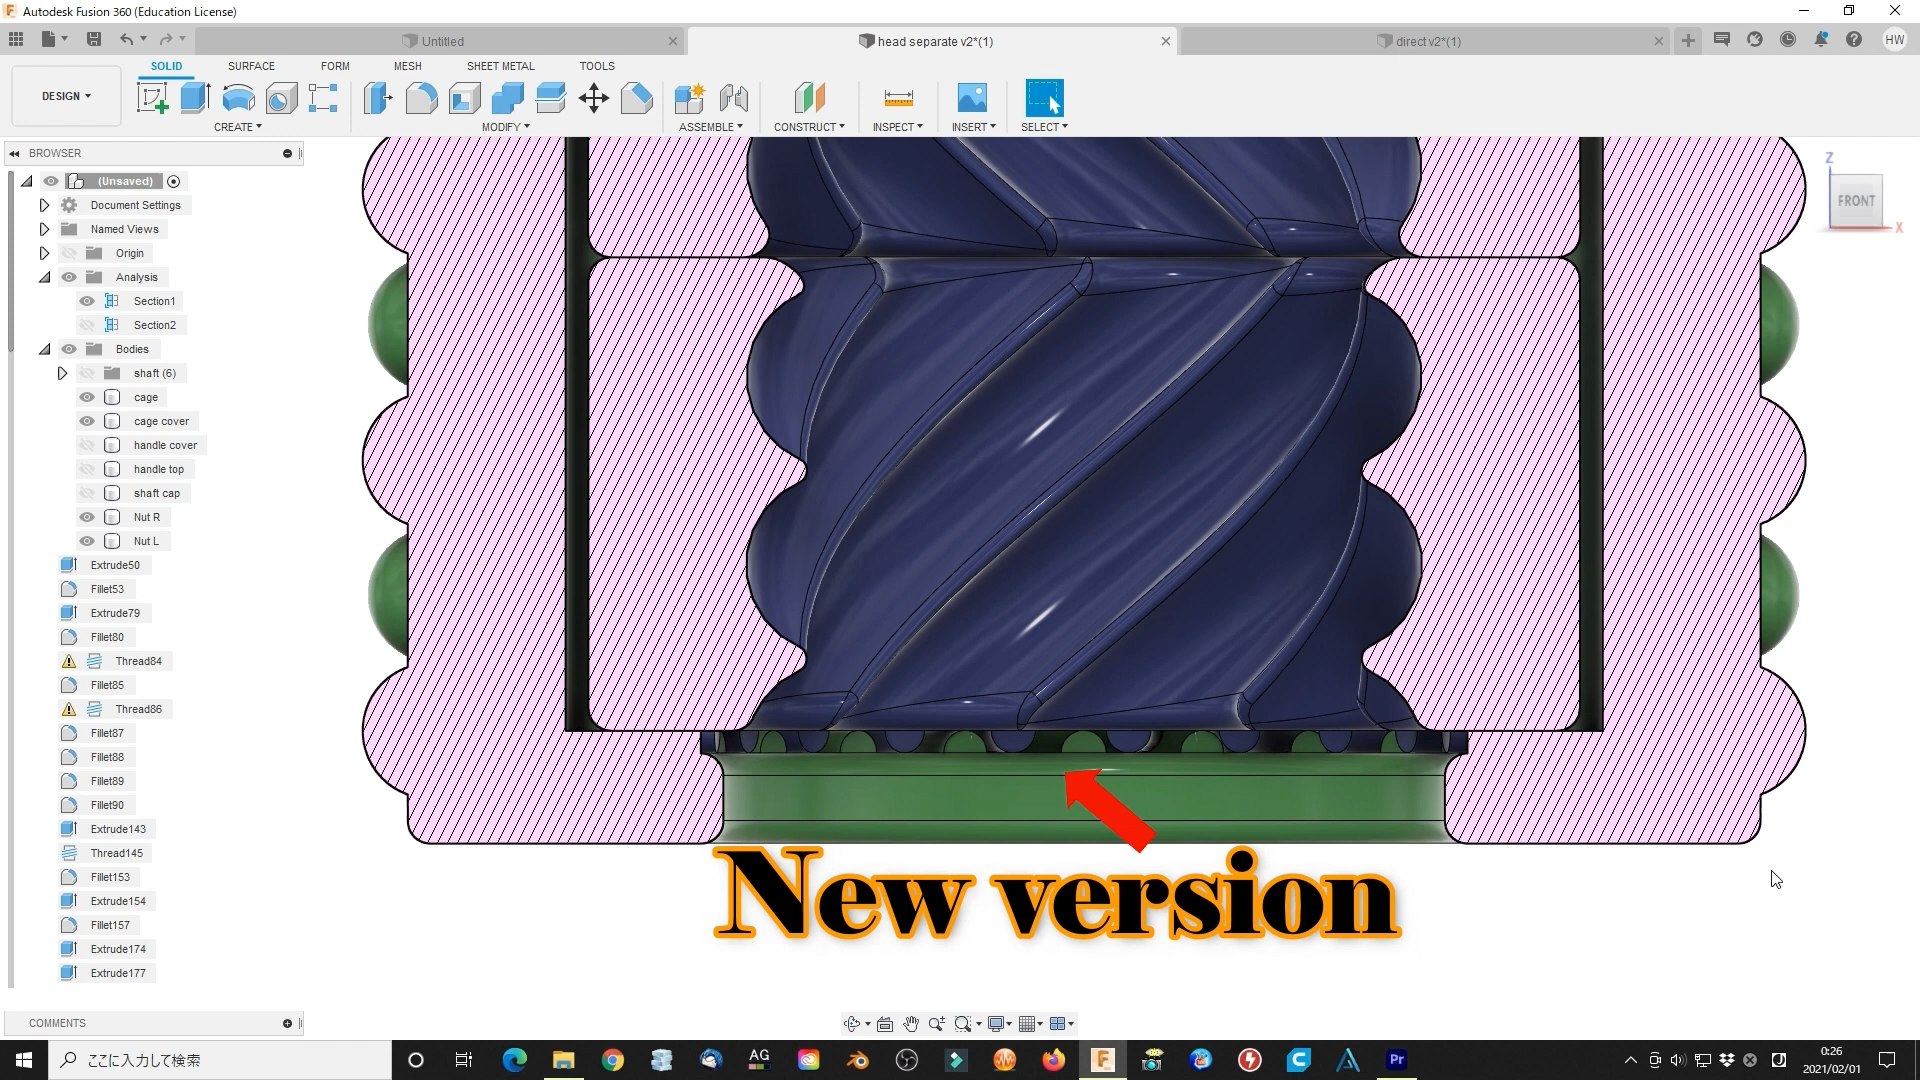 Autodesk Fusion 360 (Education License)
Untitled
head separate v2*(1)
direct v2*(1)
HW
SOLID SURFACE FORM MESH SHEET METAL TOOLS
DESIGN
CREATE MODIFY ASSEMBLE CONSTRUCT INSPECT INSERT SELECT
BROWSER
(Unsaved)
Document Settings
Named Views
Origin
Analysis
Section1
Section2
Bodies
shaft (6)
cage
cage cover
handle cover
handle top
shaft cap
Nut R
Nut L
Extrude50
Fillet53
Extrude79
Fillet80
Thread84
Fillet85
Thread86
Fillet87
Fillet88
Fillet89
Fillet90
Extrude143
Thread145
Fillet153
Extrude154
Fillet157
Extrude174
Extrude177
Z
FRONT
X
New version
COMMENTS
ここに入力して検索
AG
Pr
0:26
2021/02/01